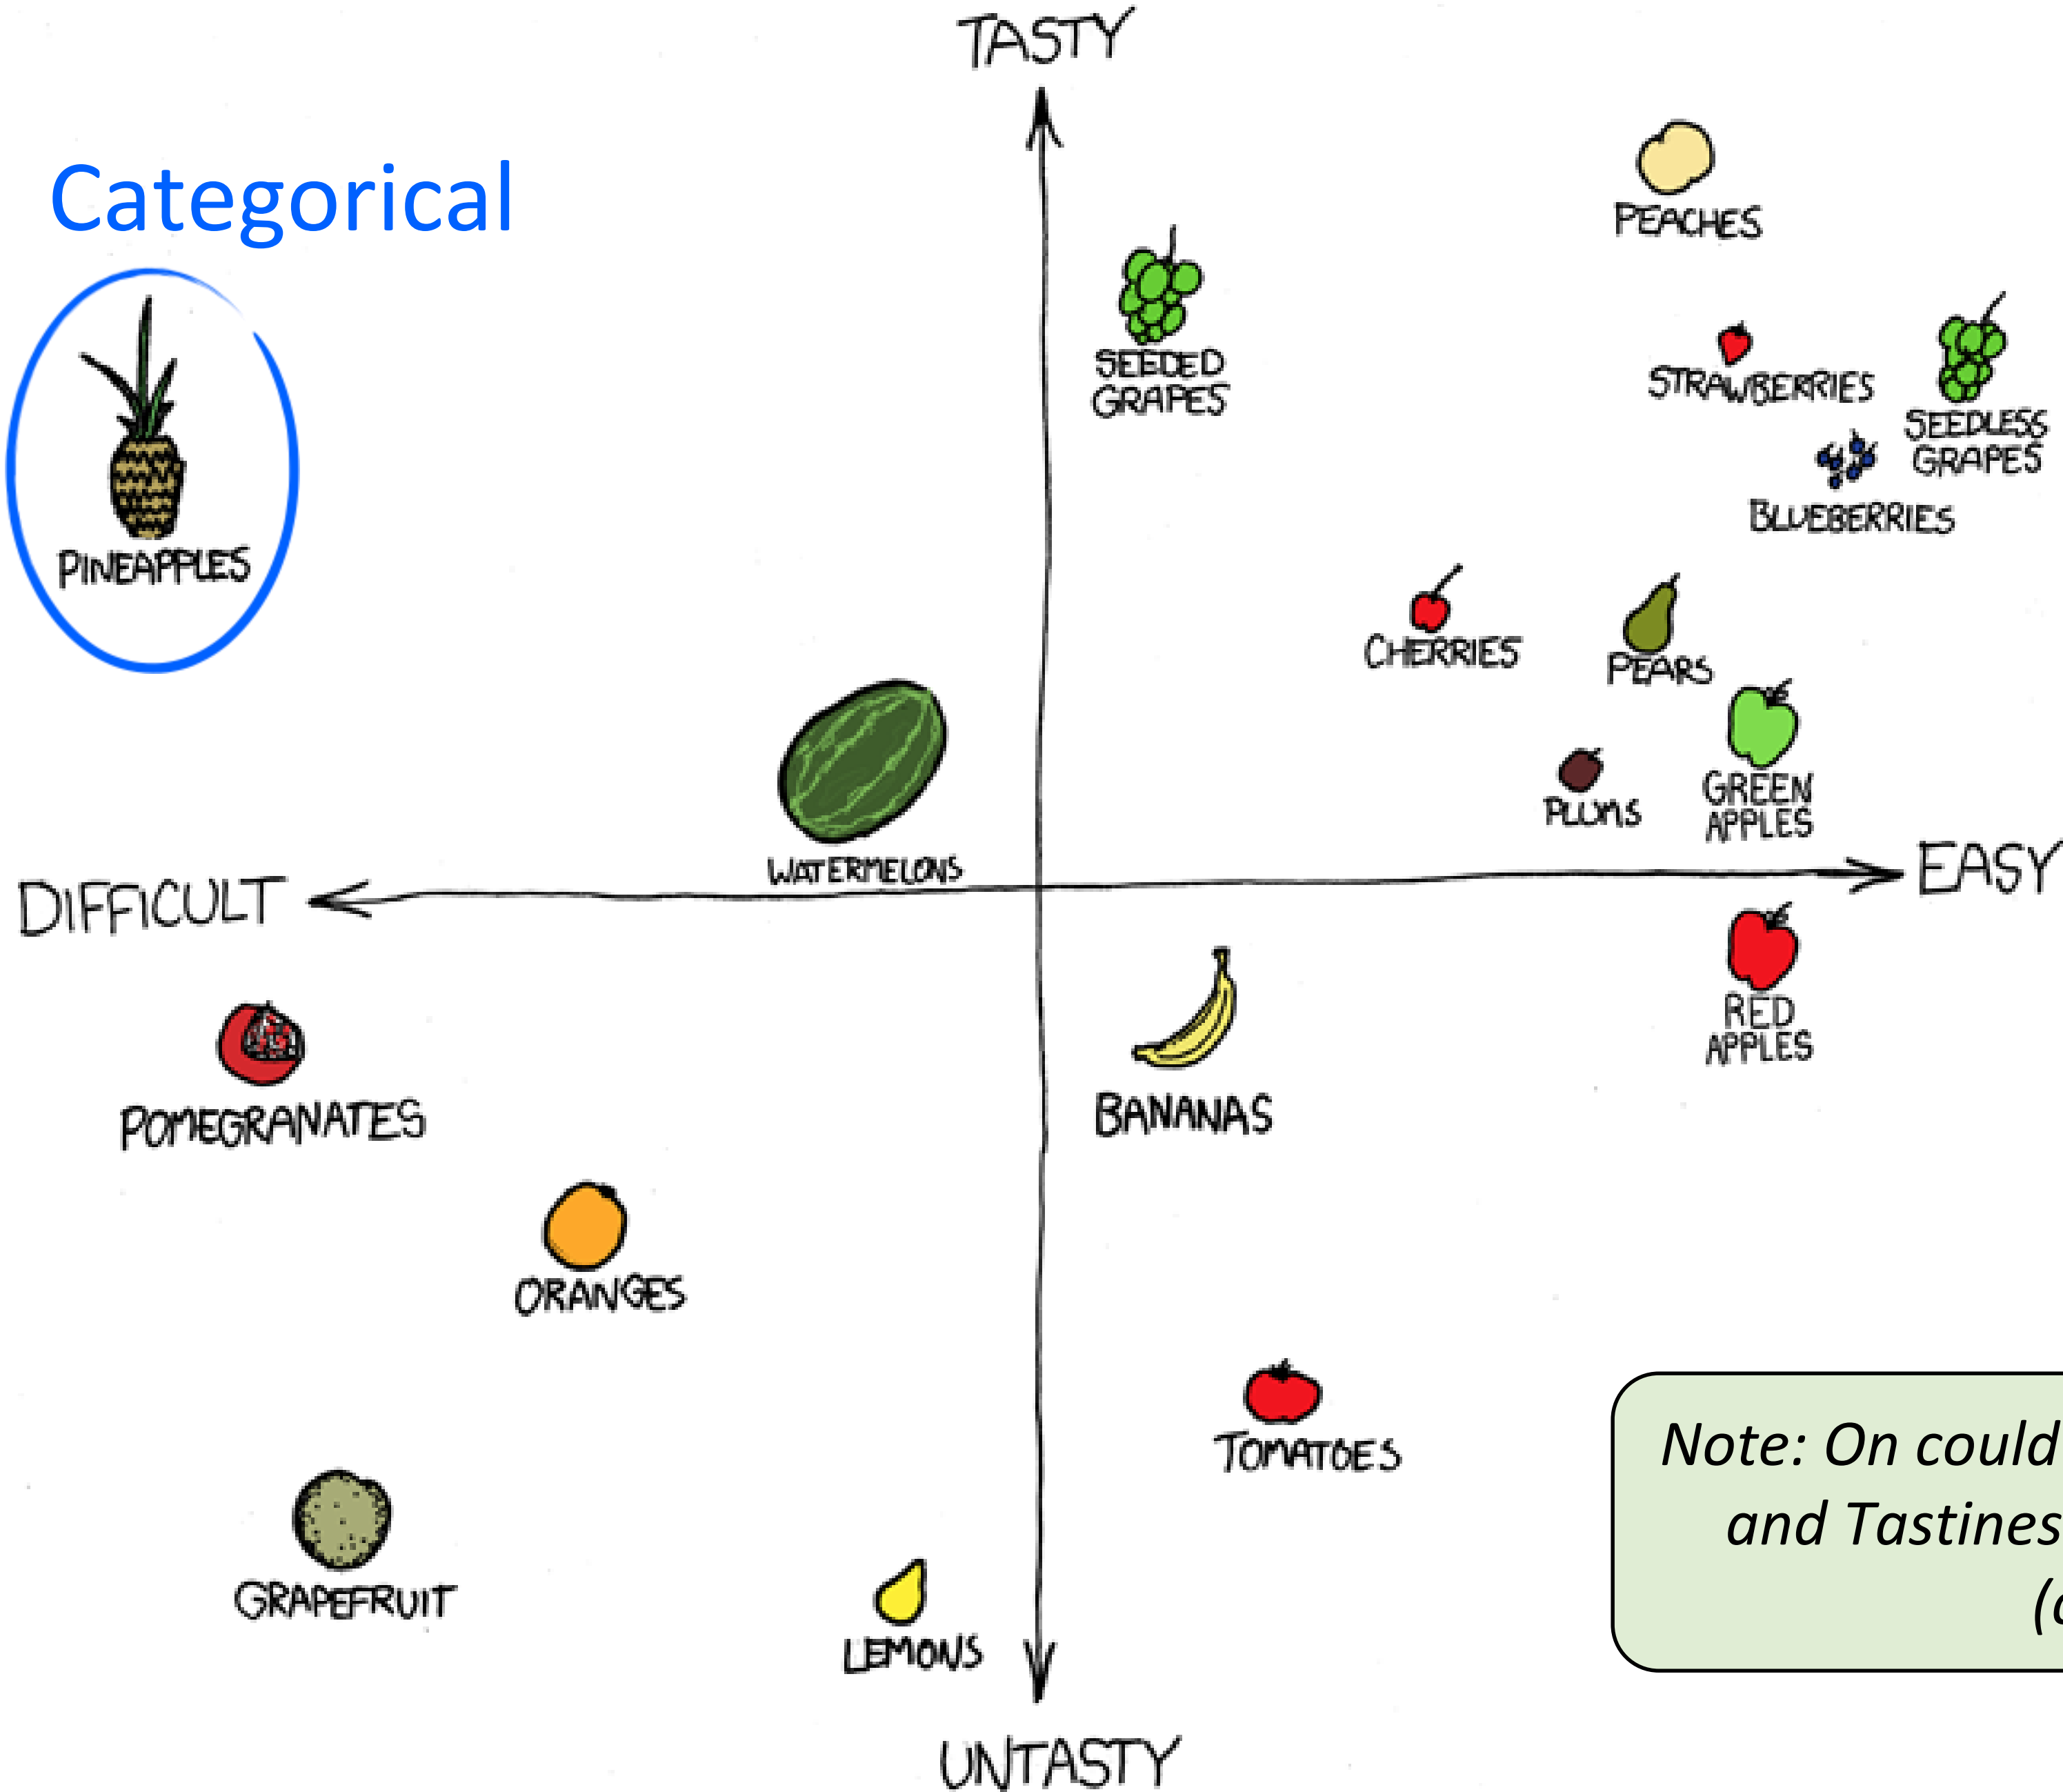 TASTY
Categorical
PEACHES
SEEDED
GRAPES
STRAWBERRIES
SEEDLESS
GRAPES
BLUEBERRIES
PINEAPPLES
CHERRIES
PEARS
GREEN
APPLES
PLUMS
WATERMELONS
DIFFICULT
EASY
RED
APPLES
POMEGRANATES
BANANAS
ORANGES
TOMATOES
Note: On could
and Tastines
GRAPEFRUIT
LEMONS
UNTASTY